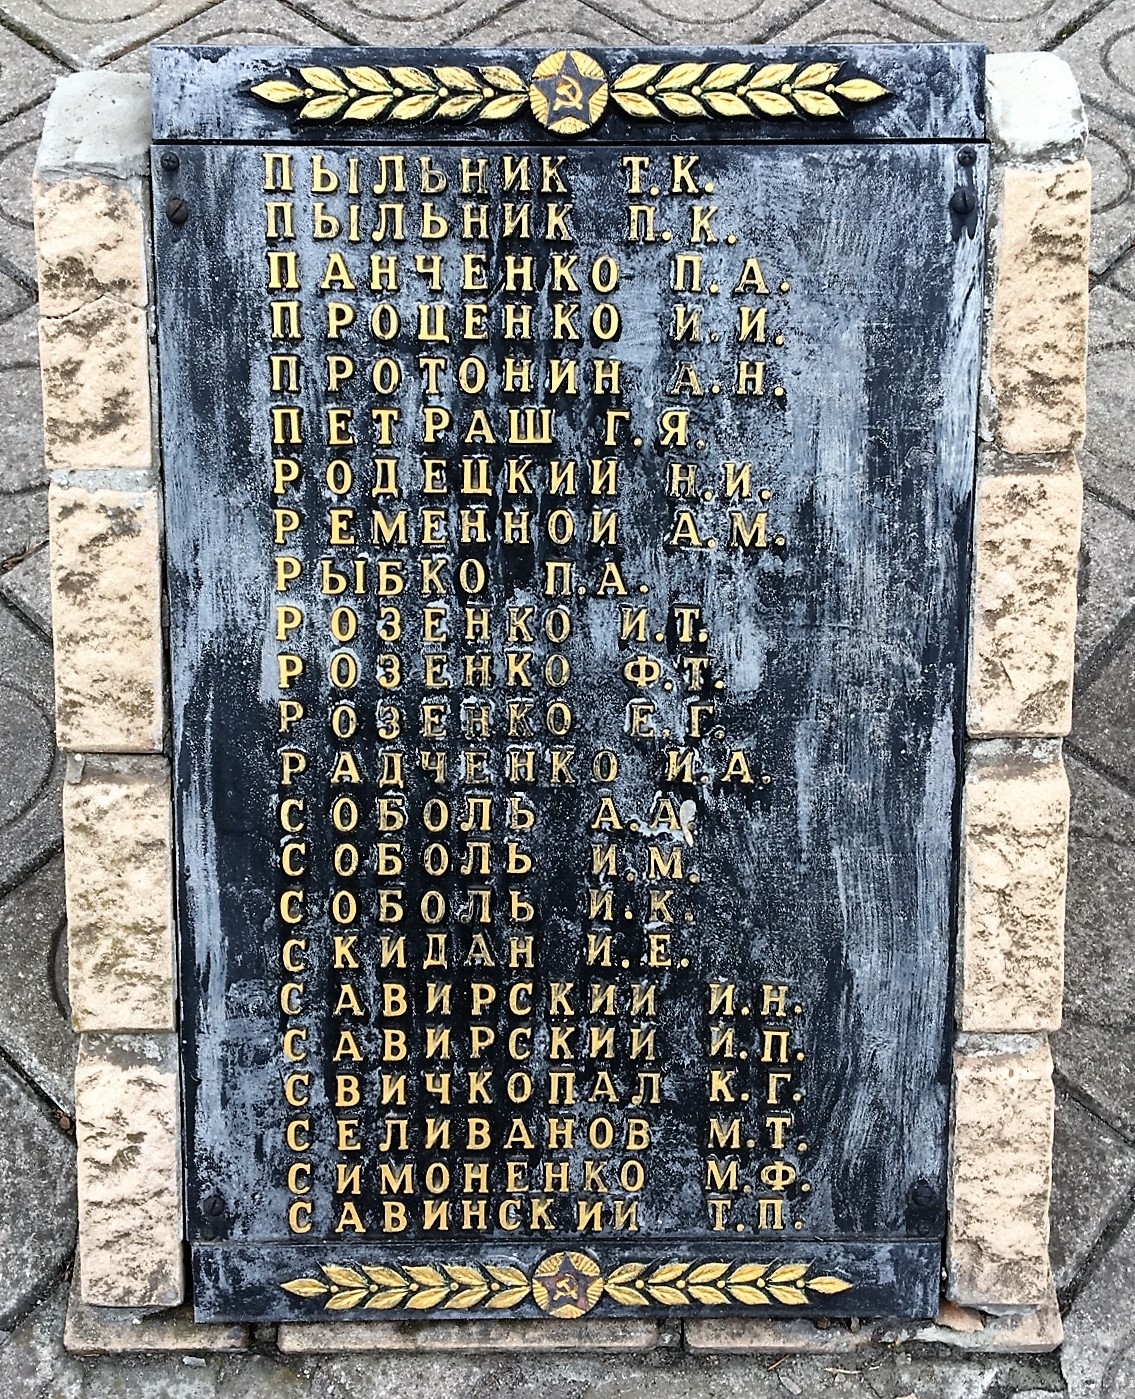 ПЫЛЬНИК Т.К.
ПЫЛЬНИК П.К.
ПАНЧЕНКО П.А.
ПРОЦЕНКО И.И.
ПРОТОНИН А.Н.
ПЕТРАШ Г.Я.
РОДЕЦКИЙ Н.И.
РЕМЕННОЙ А.М.
РЫБКО П.А.
РОЗЕНКО И.Т.
РОЗЕНКО Ф.Т.
РОЗЕНКО Е.Г.
РАДЧЕНКО И.А.
СОБОЛЬ А.А
СОБОЛЬ И.М.
СОБОЛЬ И.К.
СКИДАН И.Е.
САВИРСКИЙ И.Н.
САВИРСКИЙ И.П.
СВИЧКОПАЛ К.Г.
СЕЛИВАНОВ М.Т.
СИМОНЕНКО М.Ф.
САВИНСКИЙ Т.П.